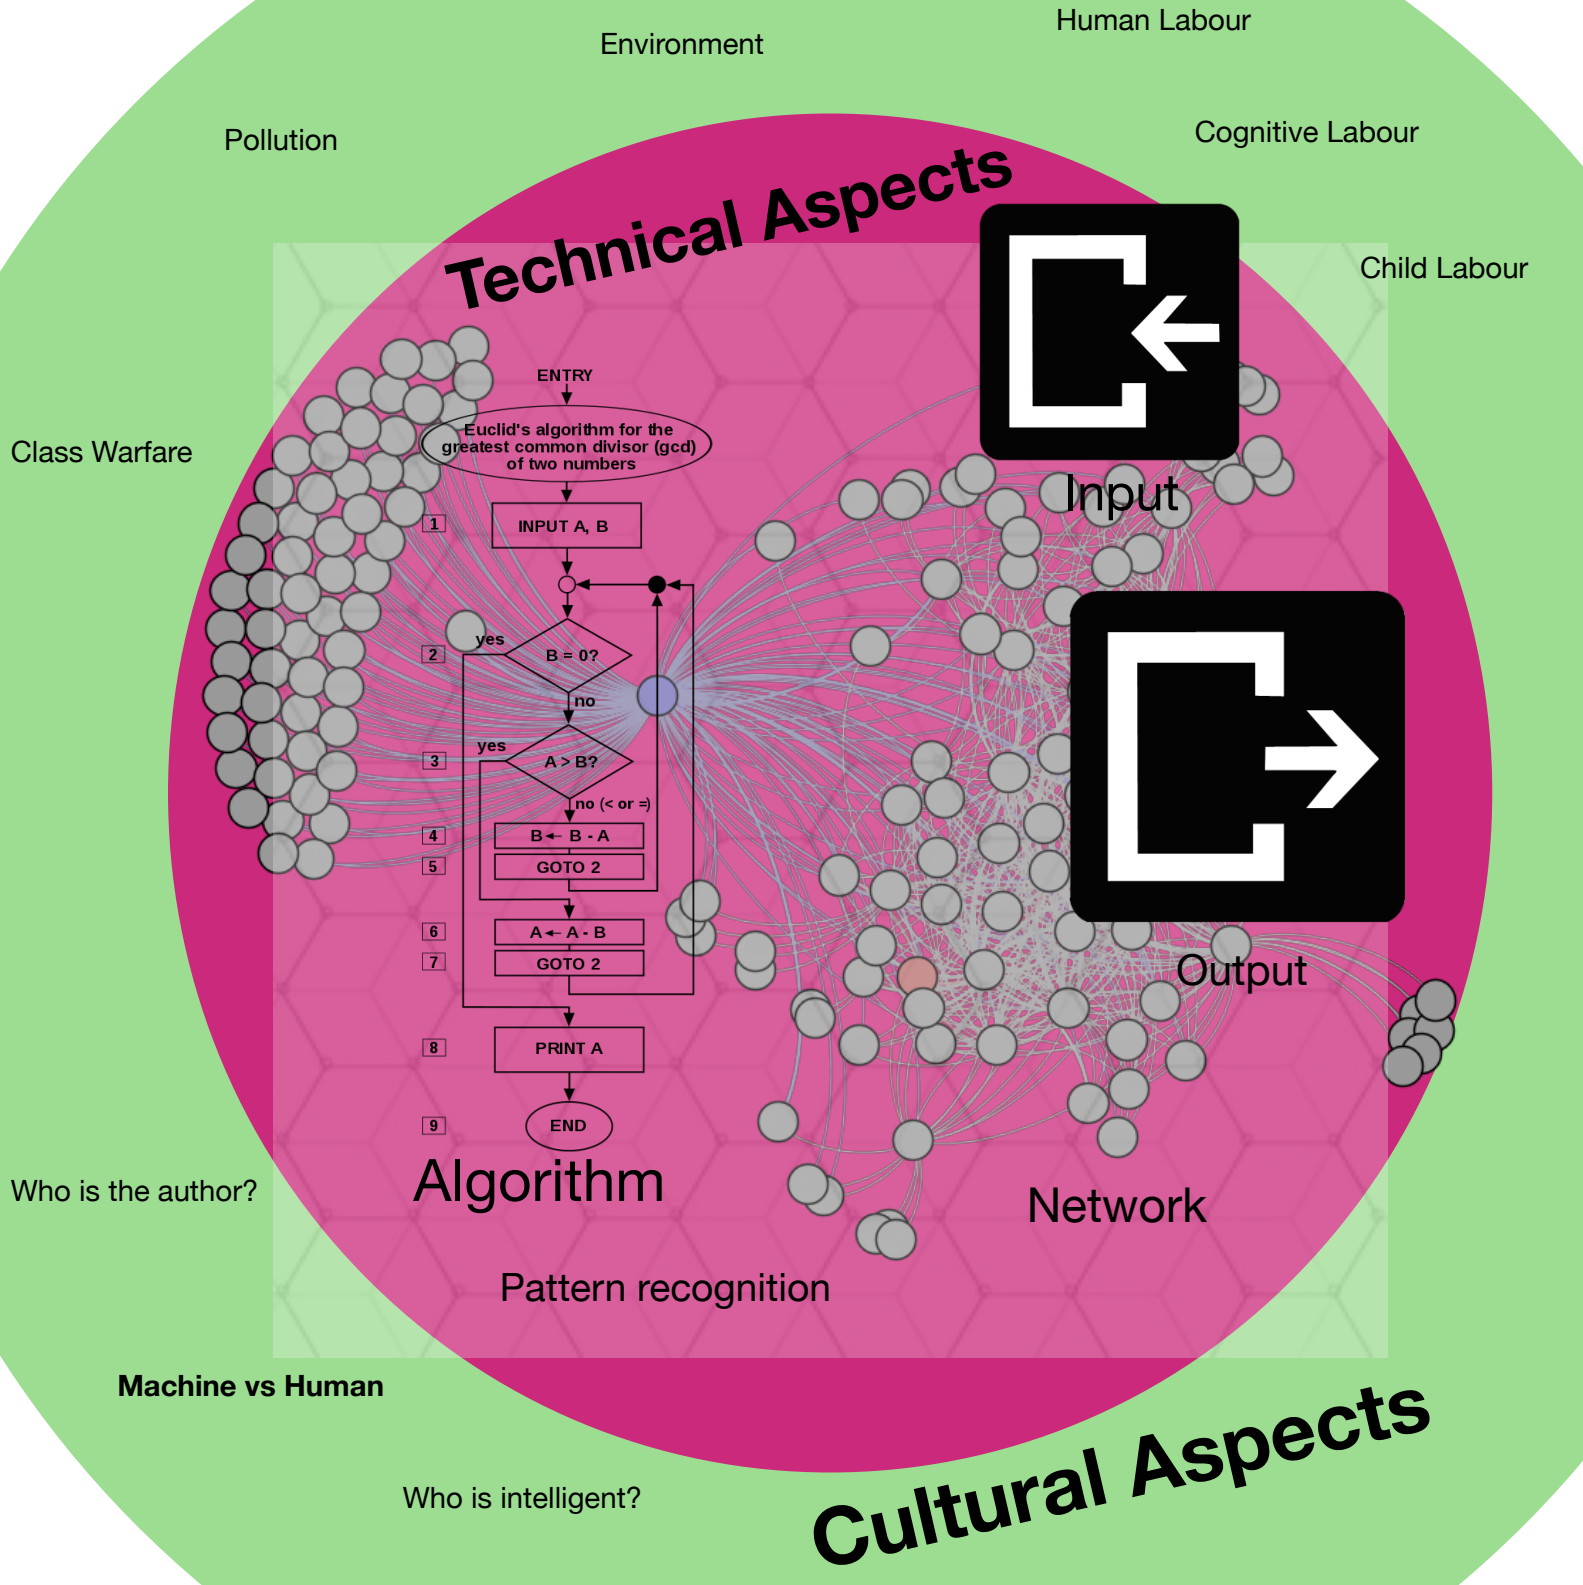 Human Labour
Environment
Cognitive Labour
Pollution
Technical Aspects
Child Labour
Class Warfare
ENTRY
Euclid's algorithm for the
greatest common divisor (gcd)
of two numbers
1
INPUT A, B
yes
2
B = 0?
no
yes
3
A > B?
no (< or =)
4
B ← B - A
5
GOTO 2
6
A ← A - B
7
GOTO 2
8
PRINT A
9
END
Algorithm
Input
Output
Network
Pattern recognition
Who is the author?
Machine vs Human
Who is intelligent?
Cultural Aspects